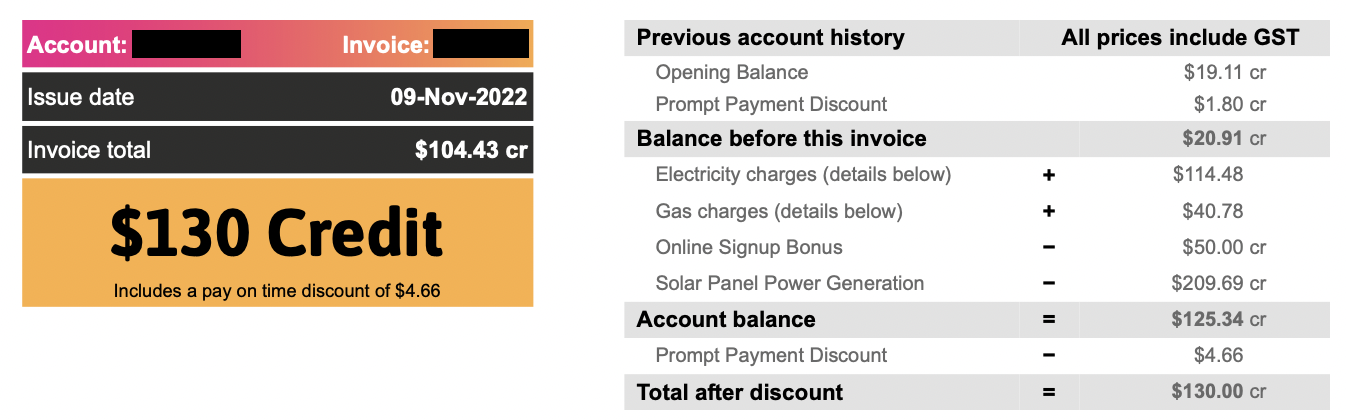 Account:
Invoice:
Issue date 09-Nov-2022
Invoice total $104.43 cr
$130 Credit
Includes a pay on time discount of $4.66
Previous account history All prices include GST
Opening Balance $19.11 cr
Prompt Payment Discount $1.80 cr
Balance before this invoice $20.91 cr
Electricity charges (details below) + $114.48
Gas charges (details below) + $40.78
Online Signup Bonus − $50.00 cr
Solar Panel Power Generation − $209.69 cr
Account balance = $125.34 cr
Prompt Payment Discount − $4.66
Total after discount = $130.00 cr